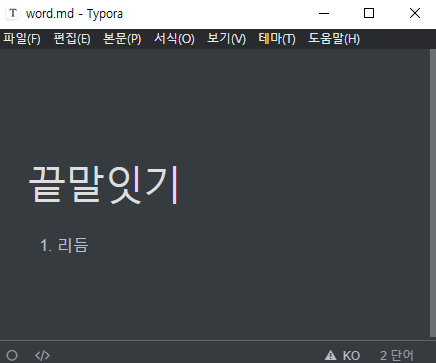 word.md - Typora
파일(F) 편집(E) 본문(P) 서식(O) 보기(V) 테마(T) 도움말(H)
끝말잇기
1. 리듬
KO 2 단어